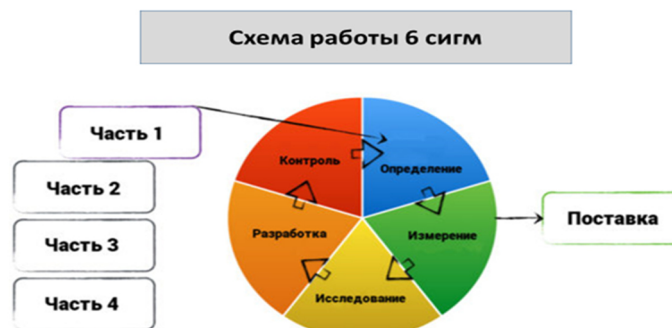 Схема работы 6 сигм
Часть 1
Часть 2
Часть 3
Часть 4
Контроль
Определение
Разработка
Измерение
Исследование
Поставка